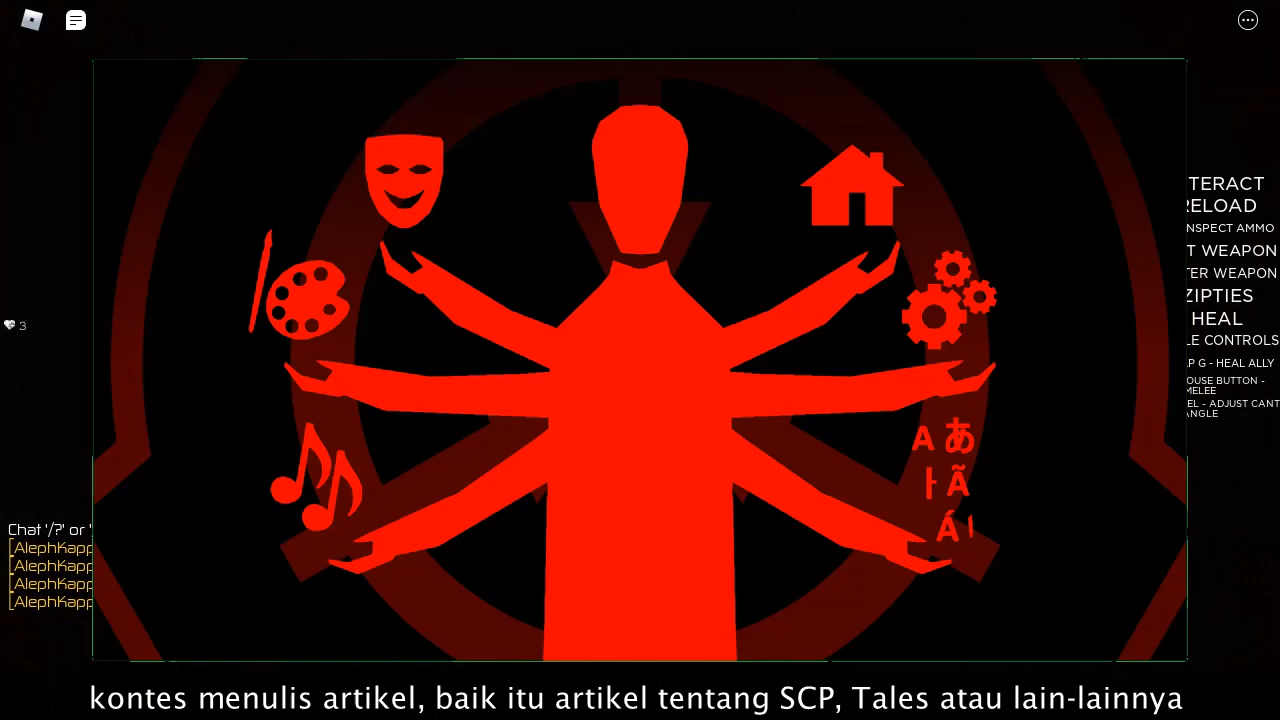 TERACT
RELOAD
NSPECT AMMO
T WEAPON
TER WEAPON
ZIPTIES
HEAL
LE CONTROLS
P G - HEAL ALLY
OUSE BUTTON -
MELEE
EL - ADJUST CANT
ANGLE
3
A あ
ㅏ Ã
Á
Chat '/?' or '
[AlephKapp
[AlephKapp
[AlephKapp
[AlephKapp
kontes menulis artikel, baik itu artikel tentang SCP, Tales atau lain-lainnya